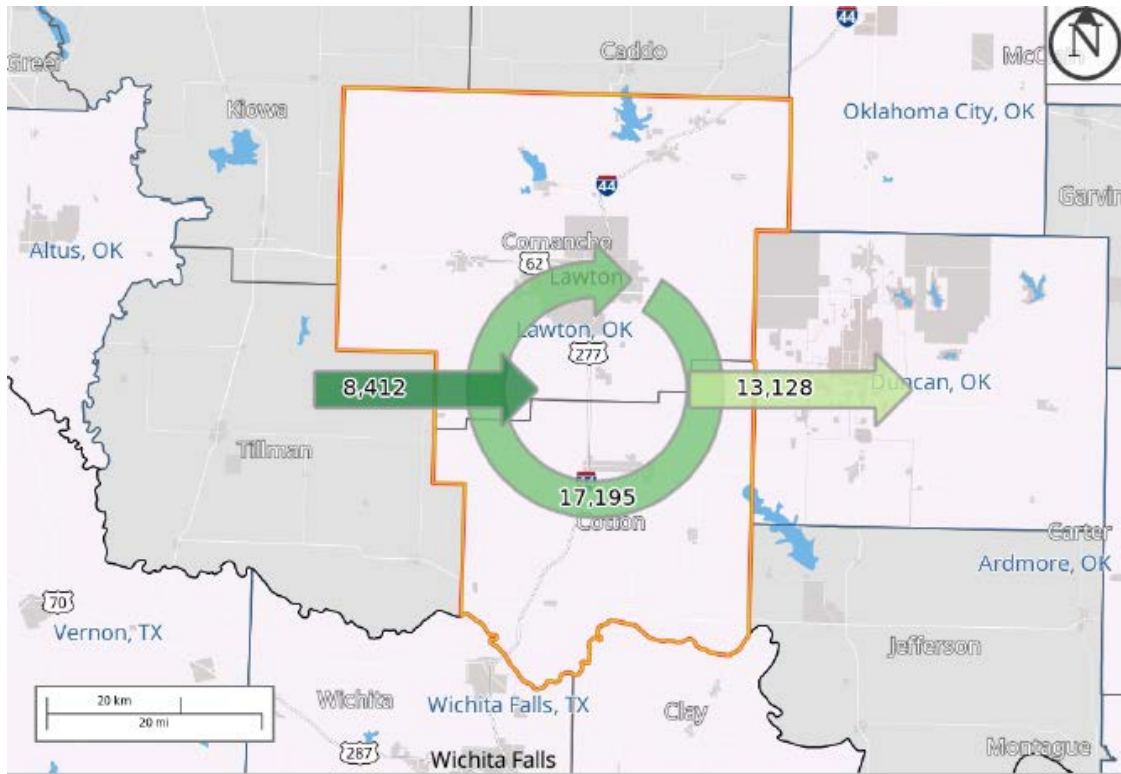 44
N
Caddo
Greer
McClain
Kiowa
Oklahoma City, OK
44
Garvin
Altus, OK
Comanche
62
Lawton
Lawton, OK
277
8,412
13,128
Duncan, OK
Tillman
44
17,195
Cotton
Carter
Ardmore, OK
70
Vernon, TX
Jefferson
20 km
20 mi
Wichita
Wichita Falls, TX
Clay
287
Wichita Falls
Montague